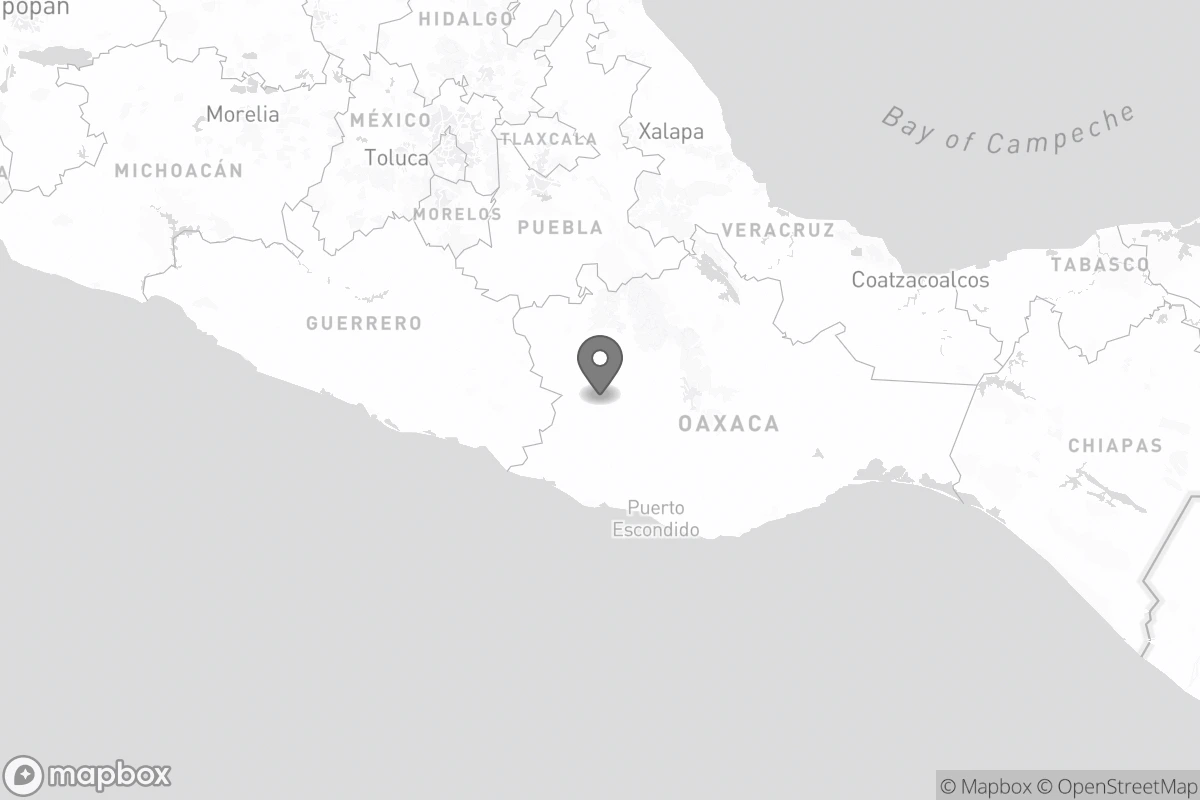 popan
HIDALGO
Morelia
MÉXICO
TLAXCALA
Xalapa
Bay of Campeche
Toluca
MICHOACÁN
A
MORELOS
PUEBLA
VERACRUZ
TABASCO
Coatzacoalcos
GUERRERO
OAXACA
CHIAPAS
Puerto
Escondido
mapbox
© Mapbox © OpenStreetMap